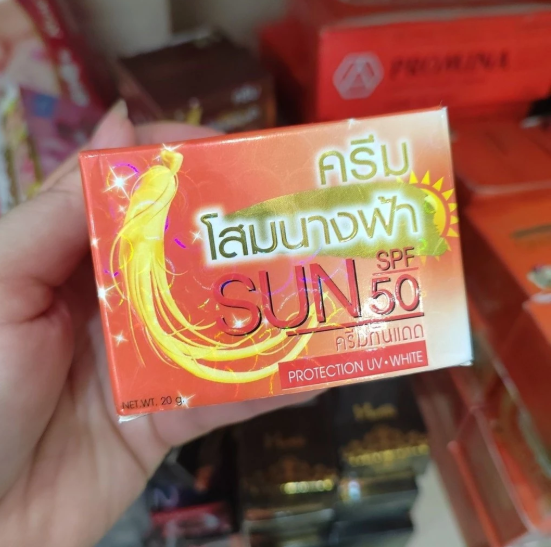 PROMINA
ครีม
โสมนางฟ้า
SUN SPF 50
ครีมกันแดด
PROTECTION UV • WHITE
NET.WT. 20 g.